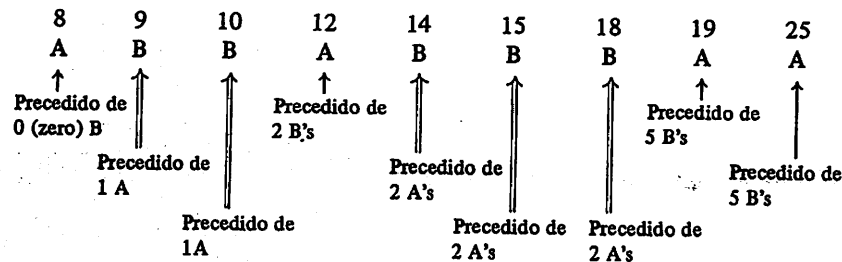 8 9 10 12 14 15 18 19 25
A B B A B B B A A
Precedido de
0 (zero) B
Precedido de
1 A
Precedido de
1A
Precedido de
2 B's
Precedido de
2 A's
Precedido de
2 A's
Precedido de
2 A's
Precedido de
5 B's
Precedido de
5 B's